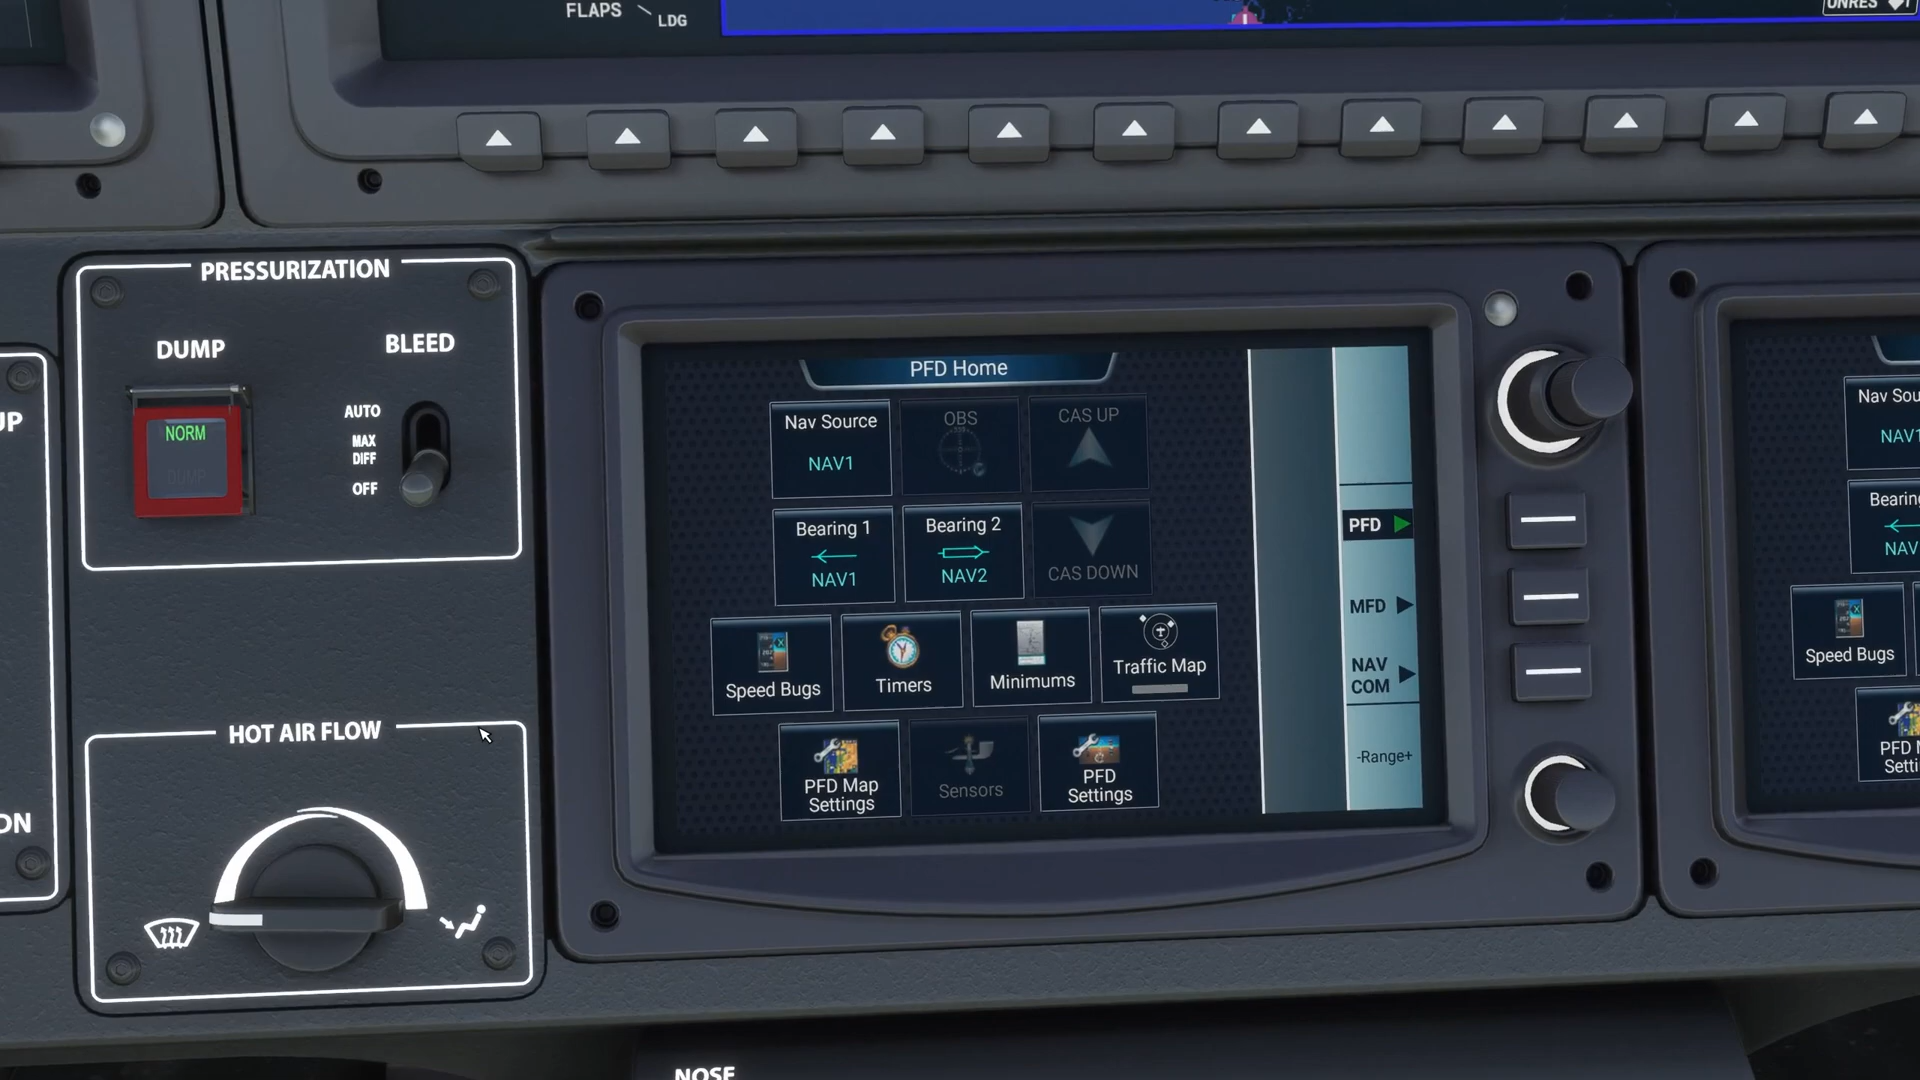 FLAPS
LDG
UNRES
PRESSURIZATION
DUMP
BLEED
NORM
DUMP
AUTO
MAX
DIFF
OFF
UP
ON
HOT AIR FLOW
PFD Home
Nav Source
NAV1
OBS
CAS UP
Bearing 1
NAV1
Bearing 2
NAV2
CAS DOWN
Speed Bugs
Timers
Minimums
Traffic Map
PFD Map
Settings
Sensors
PFD
Settings
PFD
MFD
NAV
COM
-Range+
Nav Sou
NAV1
Bearing
NAV
Speed Bugs
PFD M
Setti
NOSE